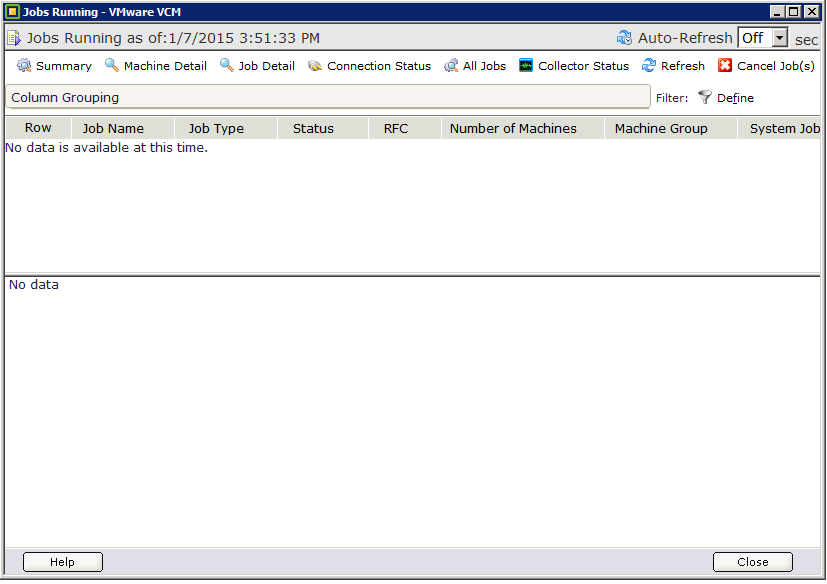 Jobs Running - VMware VCM
Jobs Running as of:1/7/2015 3:51:33 PM Auto-Refresh Off sec
Summary Machine Detail Job Detail Connection Status All Jobs Collector Status Refresh Cancel Job(s)
Column Grouping Filter: Define
Row Job Name Job Type Status RFC Number of Machines Machine Group System Job
No data is available at this time.
No data
Help Close